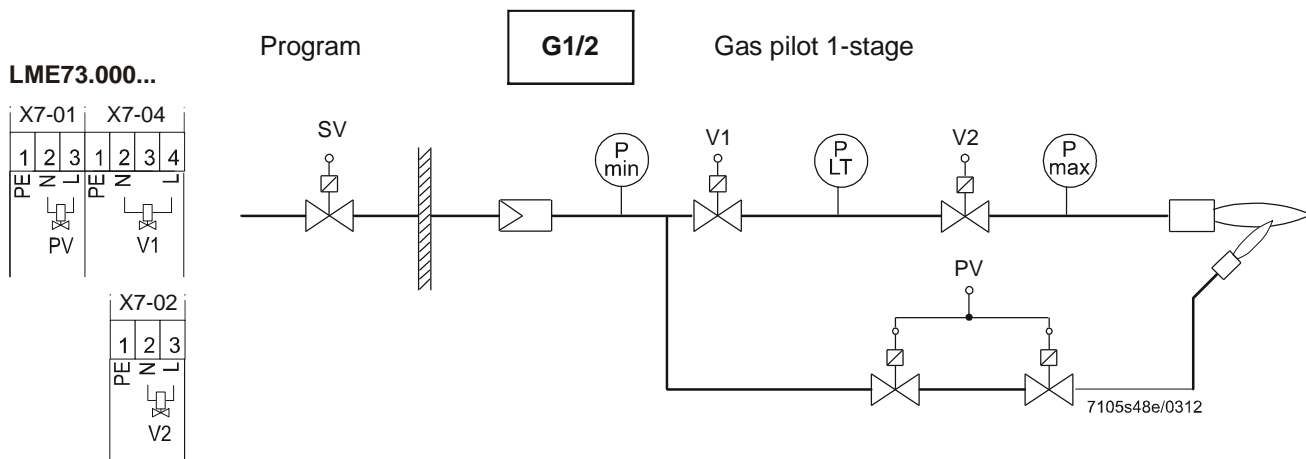 Program G1/2 Gas pilot 1-stage
LME73.000...
X7-01 X7-04
1 2 3 1 2 3 4
PE N L PE N L
PV V1
X7-02
1 2 3
PE N L
V2
SV
P min
V1
P LT
V2
P max
PV
7105s48e/0312